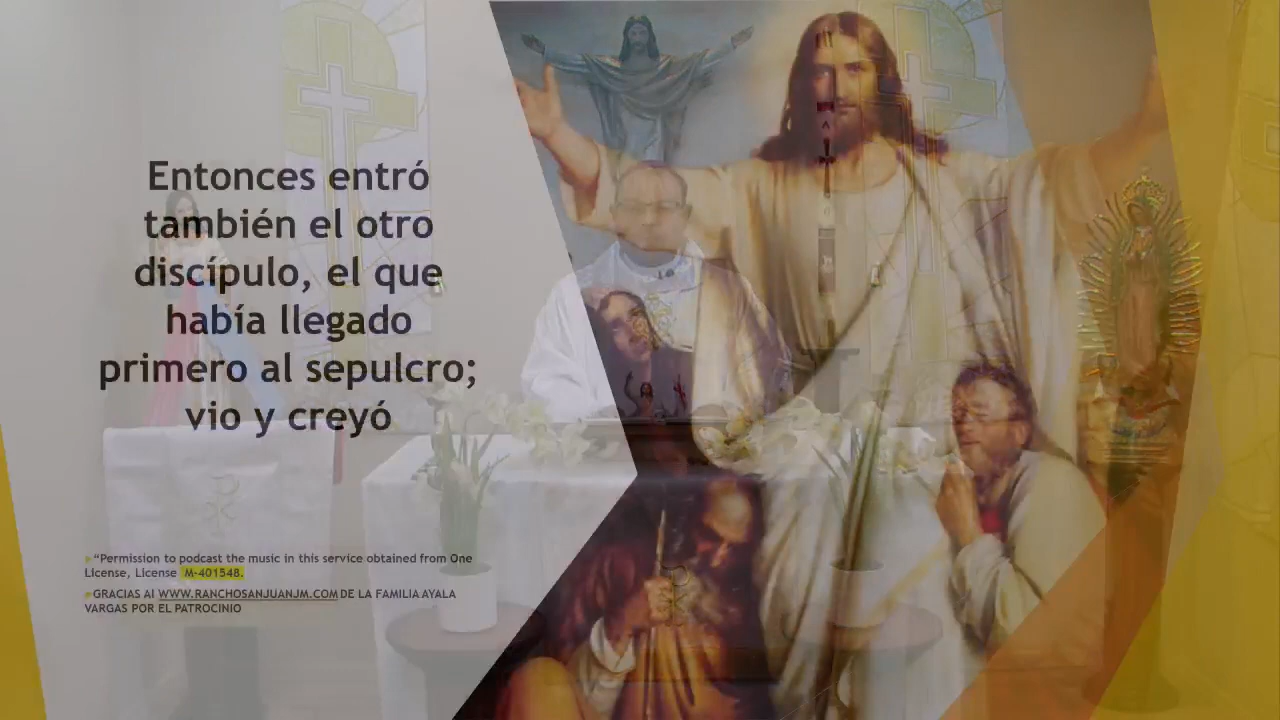 Entonces entró
también el otro
discípulo, el que
había llegado
primero al sepulcro;
vio y creyó
“Permission to podcast the music in this service obtained from One
License, License M-401548.
GRACIAS Al WWW.RANCHOSANJUANJM.COM DE LA FAMILIA AYALA
VARGAS POR EL PATROCINIO